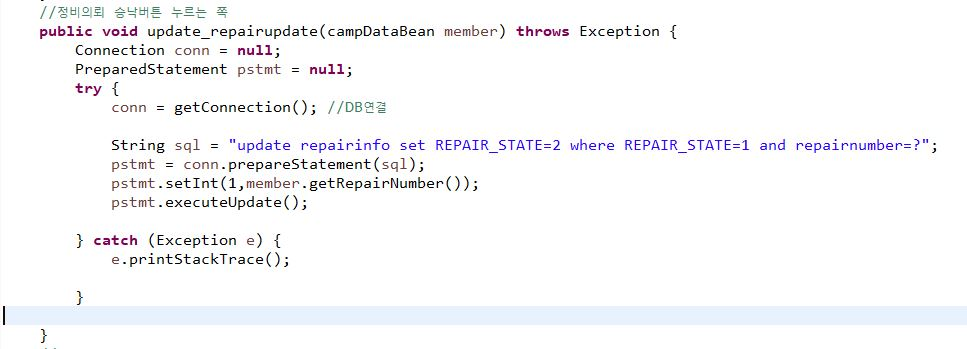 //정비의뢰 승낙버튼 누르는 쪽
public void update_repairupdate(campDataBean member) throws Exception {
Connection conn = null;
PreparedStatement pstmt = null;
try {
conn = getConnection(); //DB연결
String sql = "update repairinfo set REPAIR_STATE=2 where REPAIR_STATE=1 and repairnumber=?";
pstmt = conn.prepareStatement(sql);
pstmt.setInt(1,member.getRepairNumber());
pstmt.executeUpdate();
} catch (Exception e) {
e.printStackTrace();
}
}